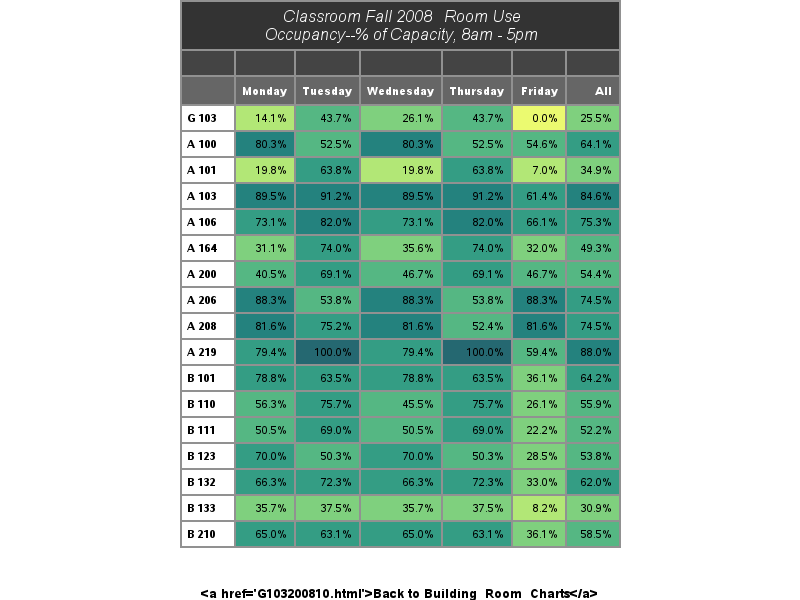 Classroom Fall 2008 Room Use
Occupancy--% of Capacity, 8am - 5pm
Monday Tuesday Wednesday Thursday Friday All
G 103 14.1% 43.7% 26.1% 43.7% 0.0% 25.5%
A 100 80.3% 52.5% 80.3% 52.5% 54.6% 64.1%
A 101 19.8% 63.8% 19.8% 63.8% 7.0% 34.9%
A 103 89.5% 91.2% 89.5% 91.2% 61.4% 84.6%
A 106 73.1% 82.0% 73.1% 82.0% 66.1% 75.3%
A 164 31.1% 74.0% 35.6% 74.0% 32.0% 49.3%
A 200 40.5% 69.1% 46.7% 69.1% 46.7% 54.4%
A 206 88.3% 53.8% 88.3% 53.8% 88.3% 74.5%
A 208 81.6% 75.2% 81.6% 52.4% 81.6% 74.5%
A 219 79.4% 100.0% 79.4% 100.0% 59.4% 88.0%
B 101 78.8% 63.5% 78.8% 63.5% 36.1% 64.2%
B 110 56.3% 75.7% 45.5% 75.7% 26.1% 55.9%
B 111 50.5% 69.0% 50.5% 69.0% 22.2% 52.2%
B 123 70.0% 50.3% 70.0% 50.3% 28.5% 53.8%
B 132 66.3% 72.3% 66.3% 72.3% 33.0% 62.0%
B 133 35.7% 37.5% 35.7% 37.5% 8.2% 30.9%
B 210 65.0% 63.1% 65.0% 63.1% 36.1% 58.5%
<a href='G103200810.html'>Back to Building Room Charts</a>